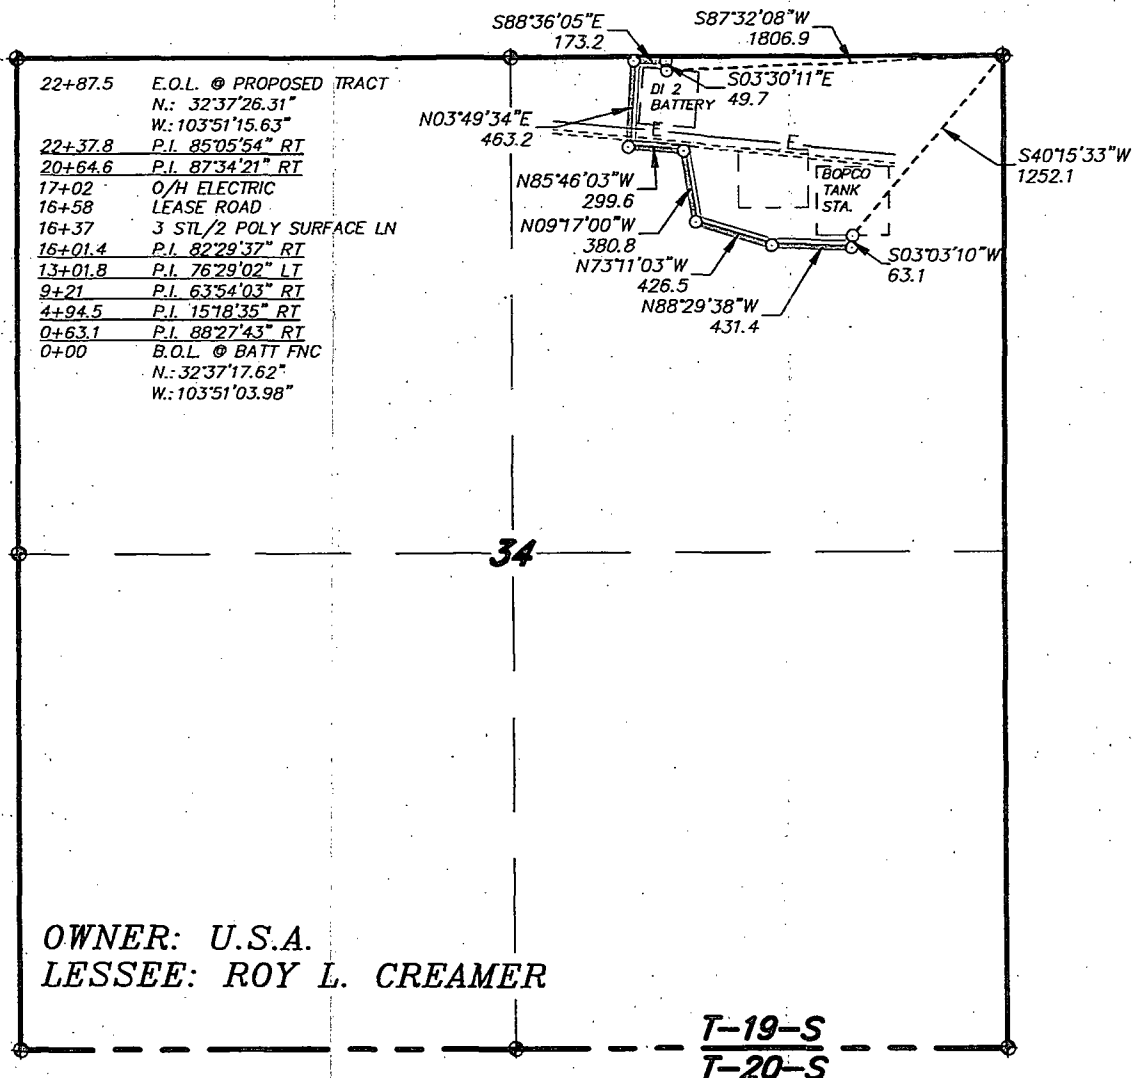 S88°36'05"E
173.2
S87°32'08"W
1806.9
22+87.5 E.O.L. @ PROPOSED TRACT
N.: 32°37'26.31"
W.: 103°51'15.63"
22+37.8 P.I. 85°05'54" RT
20+64.6 P.I. 87°34'21" RT
17+02 O/H ELECTRIC
16+58 LEASE ROAD
16+37 3 STL/2 POLY SURFACE LN
16+01.4 P.I. 82°29'37" RT
13+01.8 P.I. 76°29'02" LT
9+21 P.I. 63°54'03" RT
4+94.5 P.I. 15°18'35" RT
0+63.1 P.I. 88°27'43" RT
0+00 B.O.L. @ BATT FNC
N.: 32°37'17.62"
W.: 103°51'03.98"
S03°30'11"E
49.7
DI 2
BATTERY
N03°49'34"E
463.2
E
E
S40°15'33"W
1252.1
BOPCO
TANK
STA.
N85°46'03"W
299.6
N09°17'00"W
380.8
S03°03'10"W
63.1
N73°11'03"W
426.5
N88°29'38"W
431.4
34
OWNER: U.S.A.
LESSEE: ROY L. CREAMER
T-19-S
T-20-S